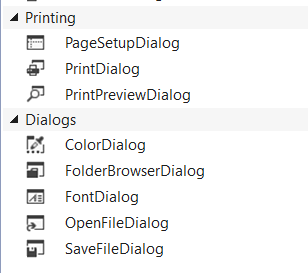 Printing
PageSetupDialog
PrintDialog
PrintPreviewDialog
Dialogs
ColorDialog
FolderBrowserDialog
FontDialog
OpenFileDialog
SaveFileDialog